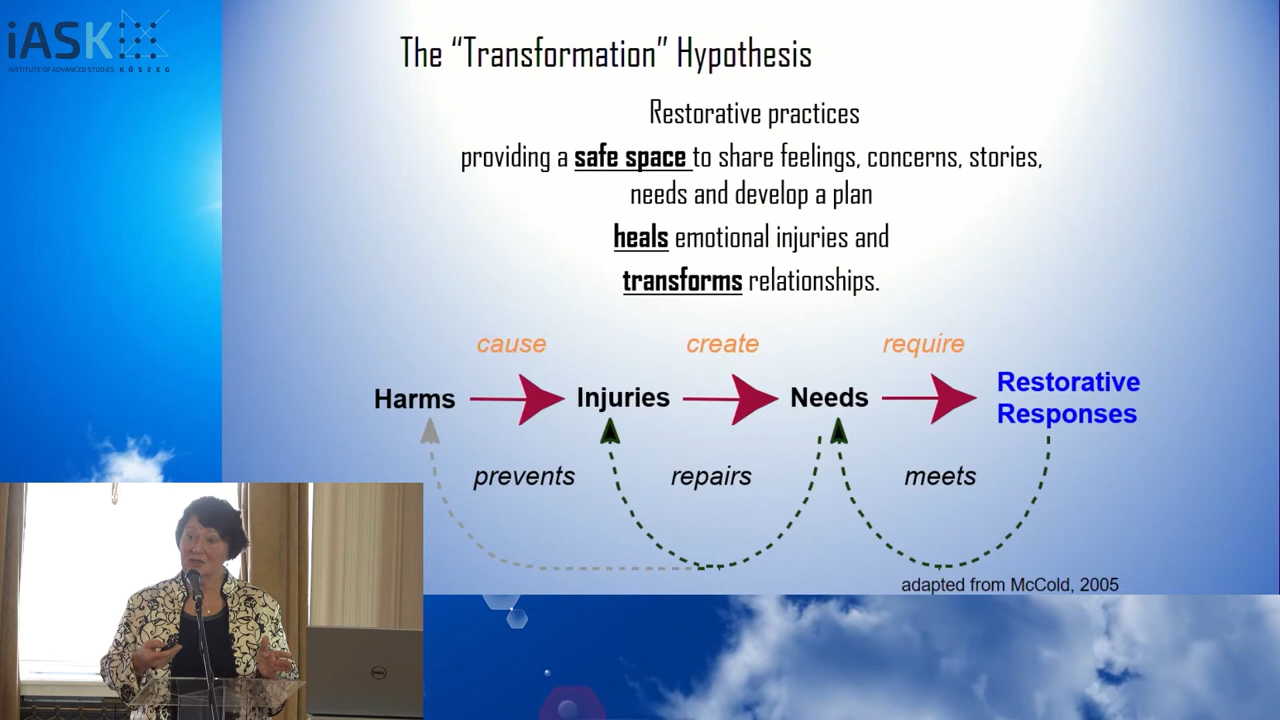 iASK
INSTITUTE OF ADVANCED STUDIES KŐSZEG
The “Transformation” Hypothesis
Restorative practices
providing a safe space to share feelings, concerns, stories,
needs and develop a plan
heals emotional injuries and
transforms relationships.
cause create require
Harms Injuries Needs Restorative
Responses
prevents repairs meets
adapted from McCold, 2005
DELL